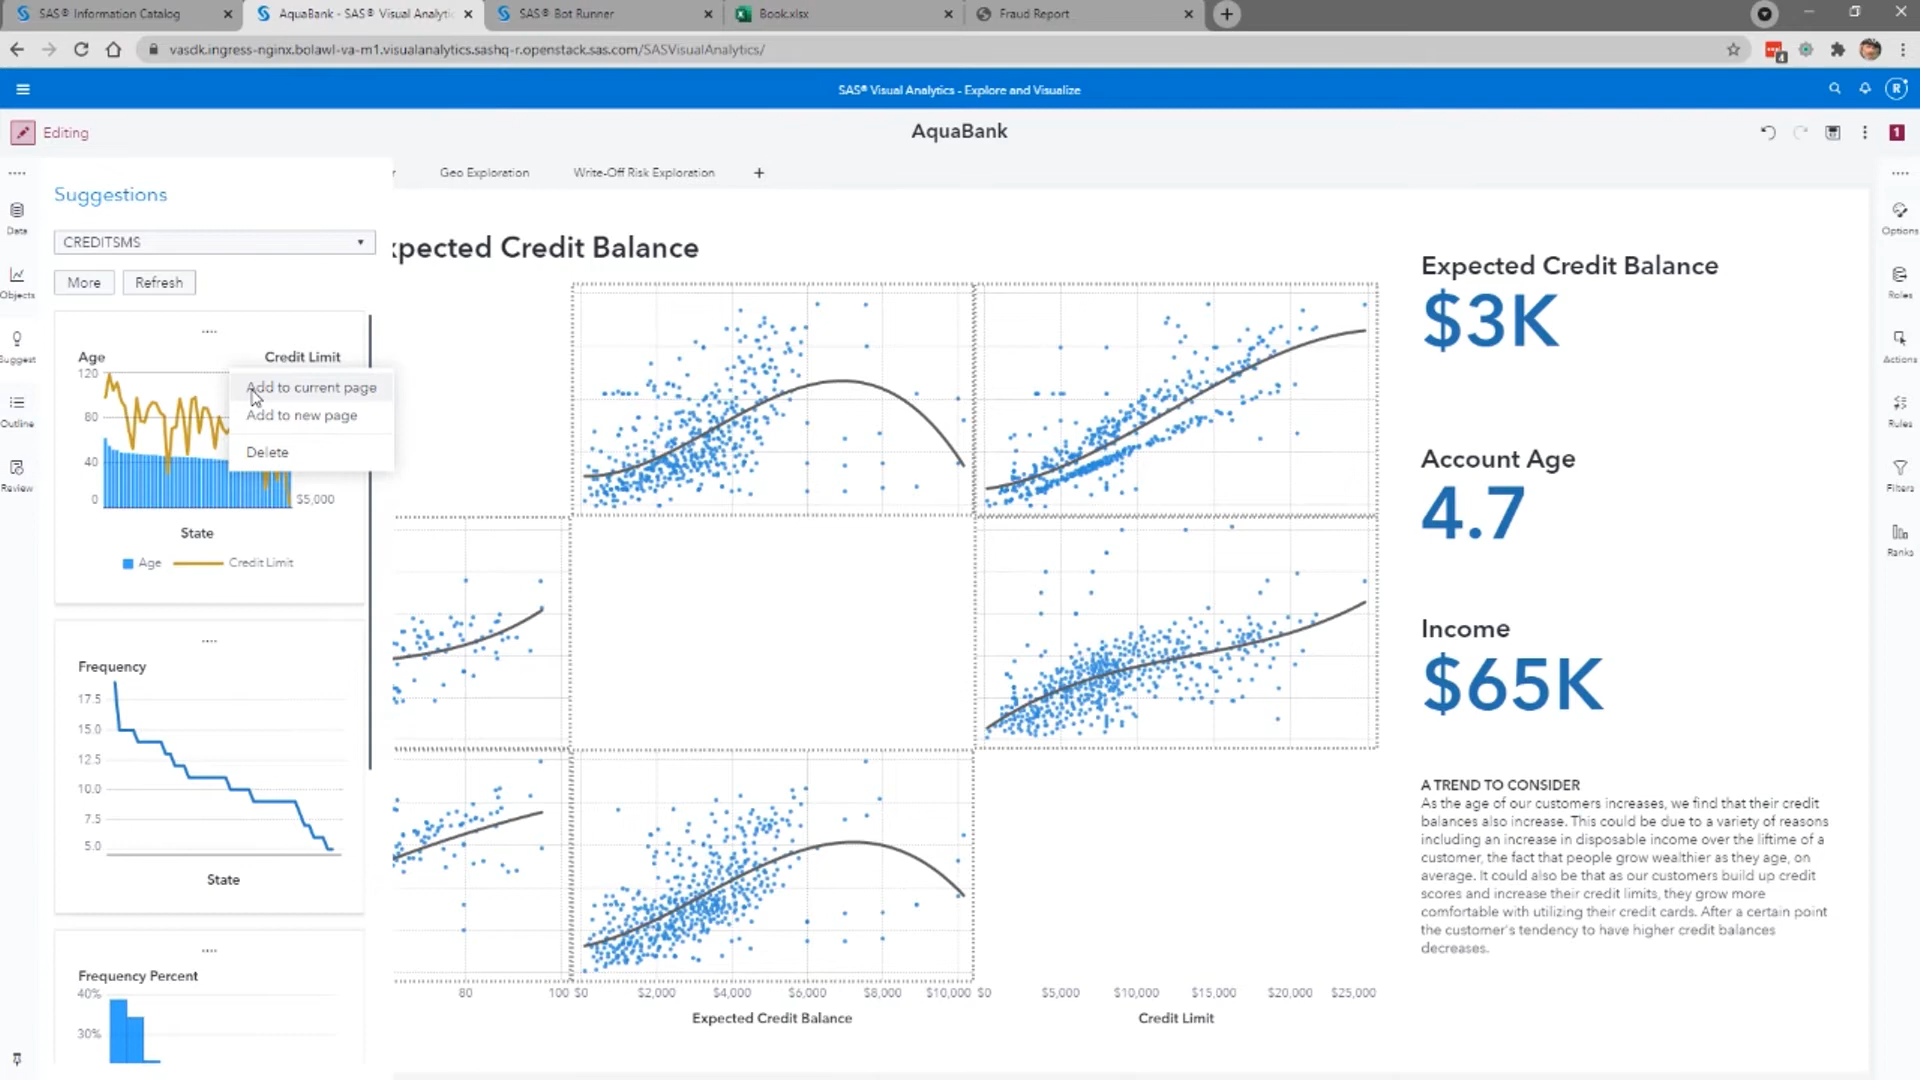 SAS® Information Catalog
AquaBank - SAS® Visual Analytic
SAS® Bot Runner
Book.xlsx
Fraud Report
vasdk.ingress-nginx.bolawl-va-m1.visualanalytics.sashq-r.openstack.sas.com/SASVisualAnalytics/
4
SAS® Visual Analytics - Explore and Visualize
R
Editing
AquaBank
1
Geo Exploration
Write-Off Risk Exploration
Suggestions
CREDITSMS
More
Refresh
Data
Objects
Suggest
Outline
Review
Age
Credit Limit
120
80
40
0
$5,000
State
Age
Credit Limit
Add to current page
Add to new page
Delete
Frequency
17.5
15.0
12.5
10.0
7.5
5.0
State
Frequency Percent
40%
30%
xpected Credit Balance
80
100
$0
$2,000
$4,000
$6,000
$8,000
$10,000
Expected Credit Balance
$0
$5,000
$10,000
$15,000
$20,000
$25,000
Credit Limit
Expected Credit Balance
$3K
Account Age
4.7
Income
$65K
A TREND TO CONSIDER
As the age of our customers increases, we find that their credit
balances also increase. This could be due to a variety of reasons
including an increase in disposable income over the liftime of a
customer, the fact that people grow wealthier as they age, on
average. It could also be that as our customers build up credit
scores and increase their credit limits, they grow more
comfortable with utilizing their credit cards. After a certain point
the customer's tendency to have higher credit balances
decreases.
Options
Roles
Actions
Rules
Filters
Ranks